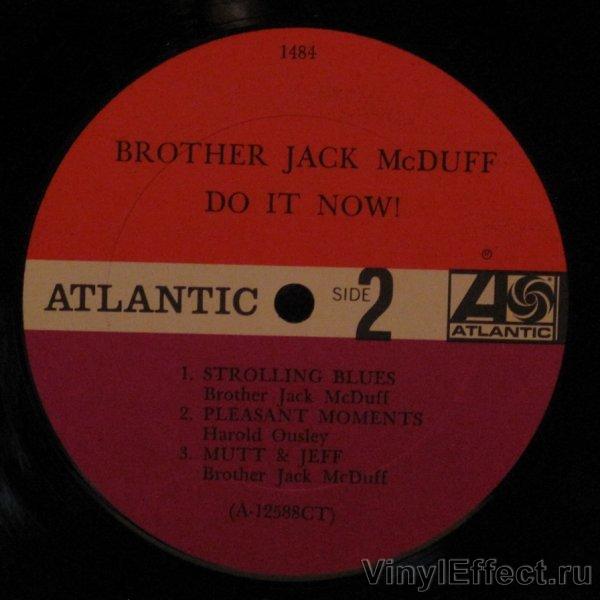 1484
BROTHER JACK McDUFF
DO IT NOW!
®
ATLANTIC SIDE 2
ATLANTIC
1. STROLLING BLUES
Brother Jack McDuff
2. PLEASANT MOMENTS
Harold Ousley
3. MUTT & JEFF
Brother Jack McDuff
(A-12588CT)
VinylEffect.ru